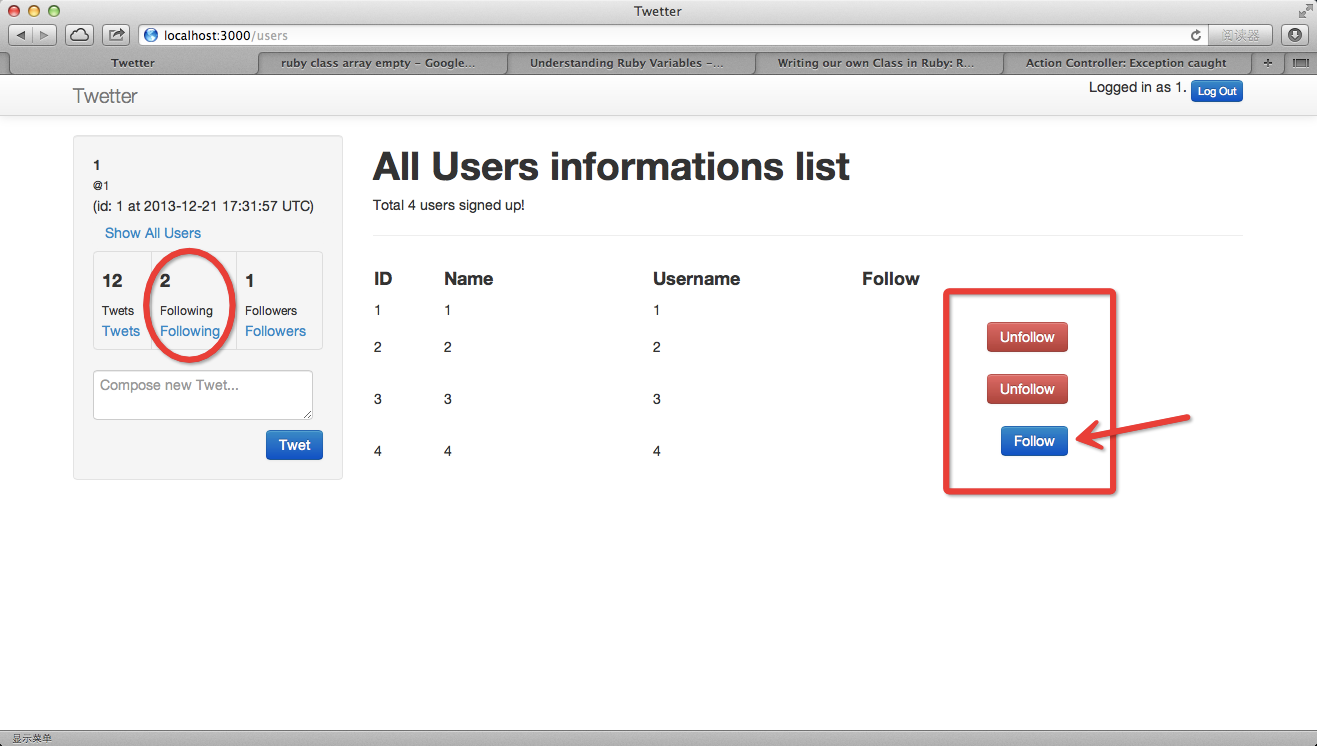 Twetter
localhost:3000/users
阅读器
Twetter
ruby class array empty – Google...
Understanding Ruby Variables –...
Writing our own Class in Ruby: R...
Action Controller: Exception caught
Twetter
Logged in as 1. Log Out
1
@1
(id: 1 at 2013-12-21 17:31:57 UTC)
Show All Users
12 2 1
Twets Following Followers
Twets Following Followers
Compose new Twet...
Twet
All Users informations list
Total 4 users signed up!
ID Name Username Follow
1 1 1
2 2 2 Unfollow
3 3 3 Unfollow
4 4 4 Follow
显示菜单